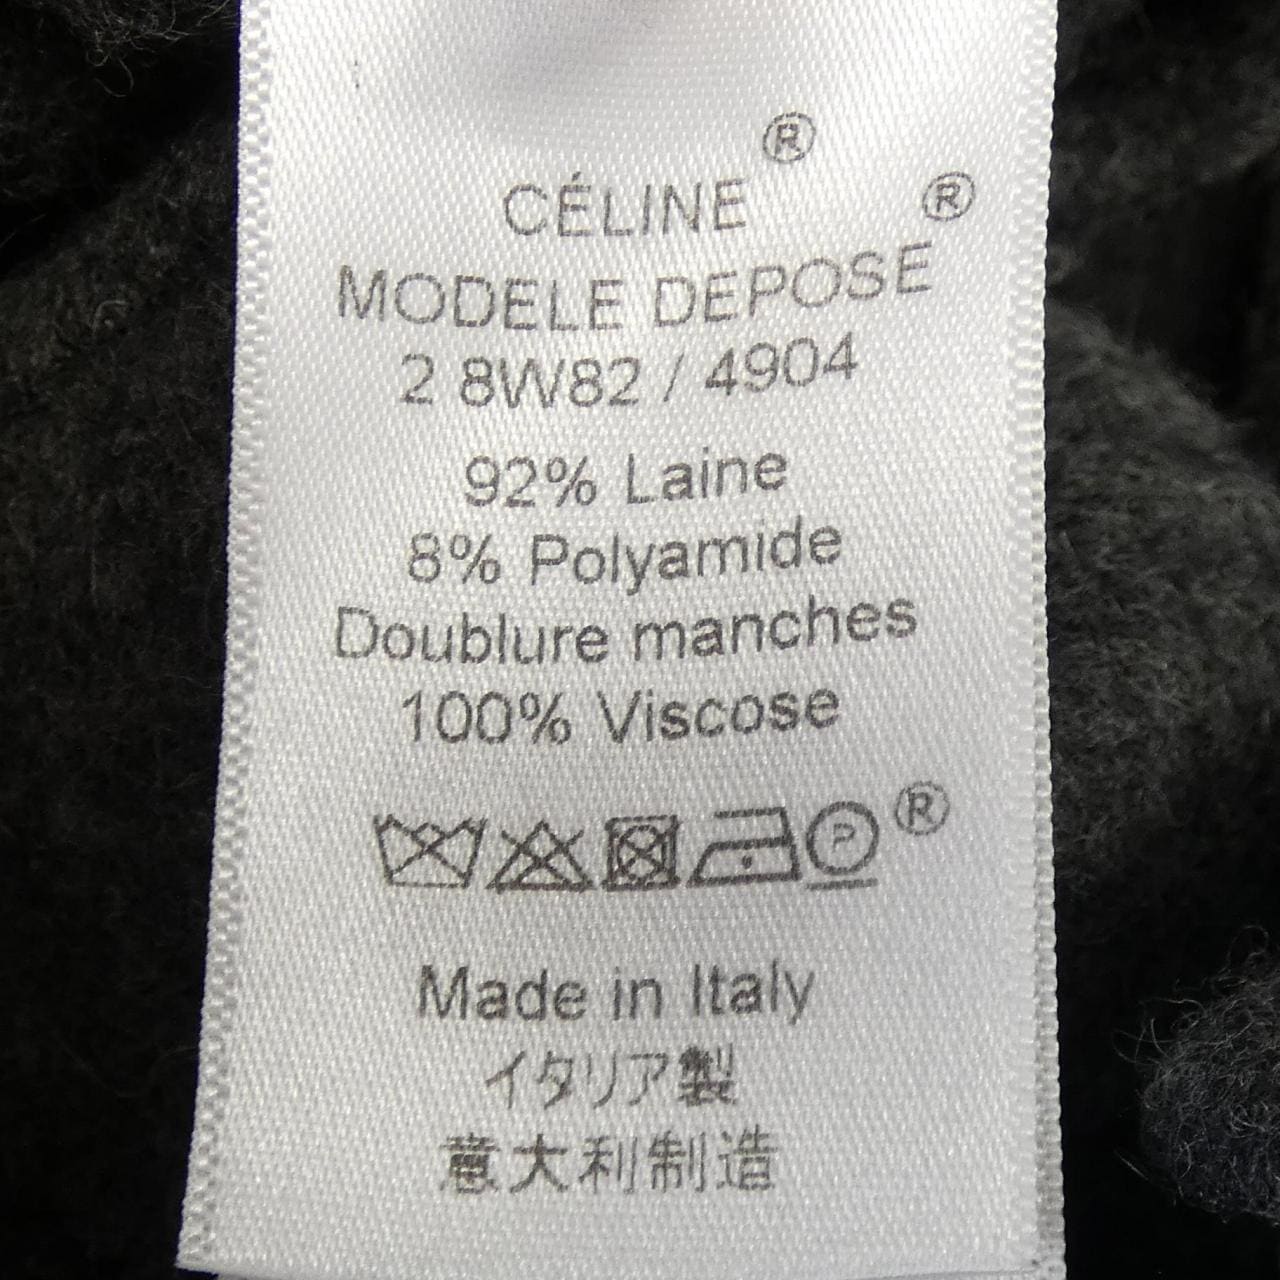 CÉLINE ®
MODELE DEPOSE ®
2 8W82 / 4904
92% Laine
8% Polyamide
Doublure manches
100% Viscose
P ®
Made in Italy
イタリア製
意大利制造